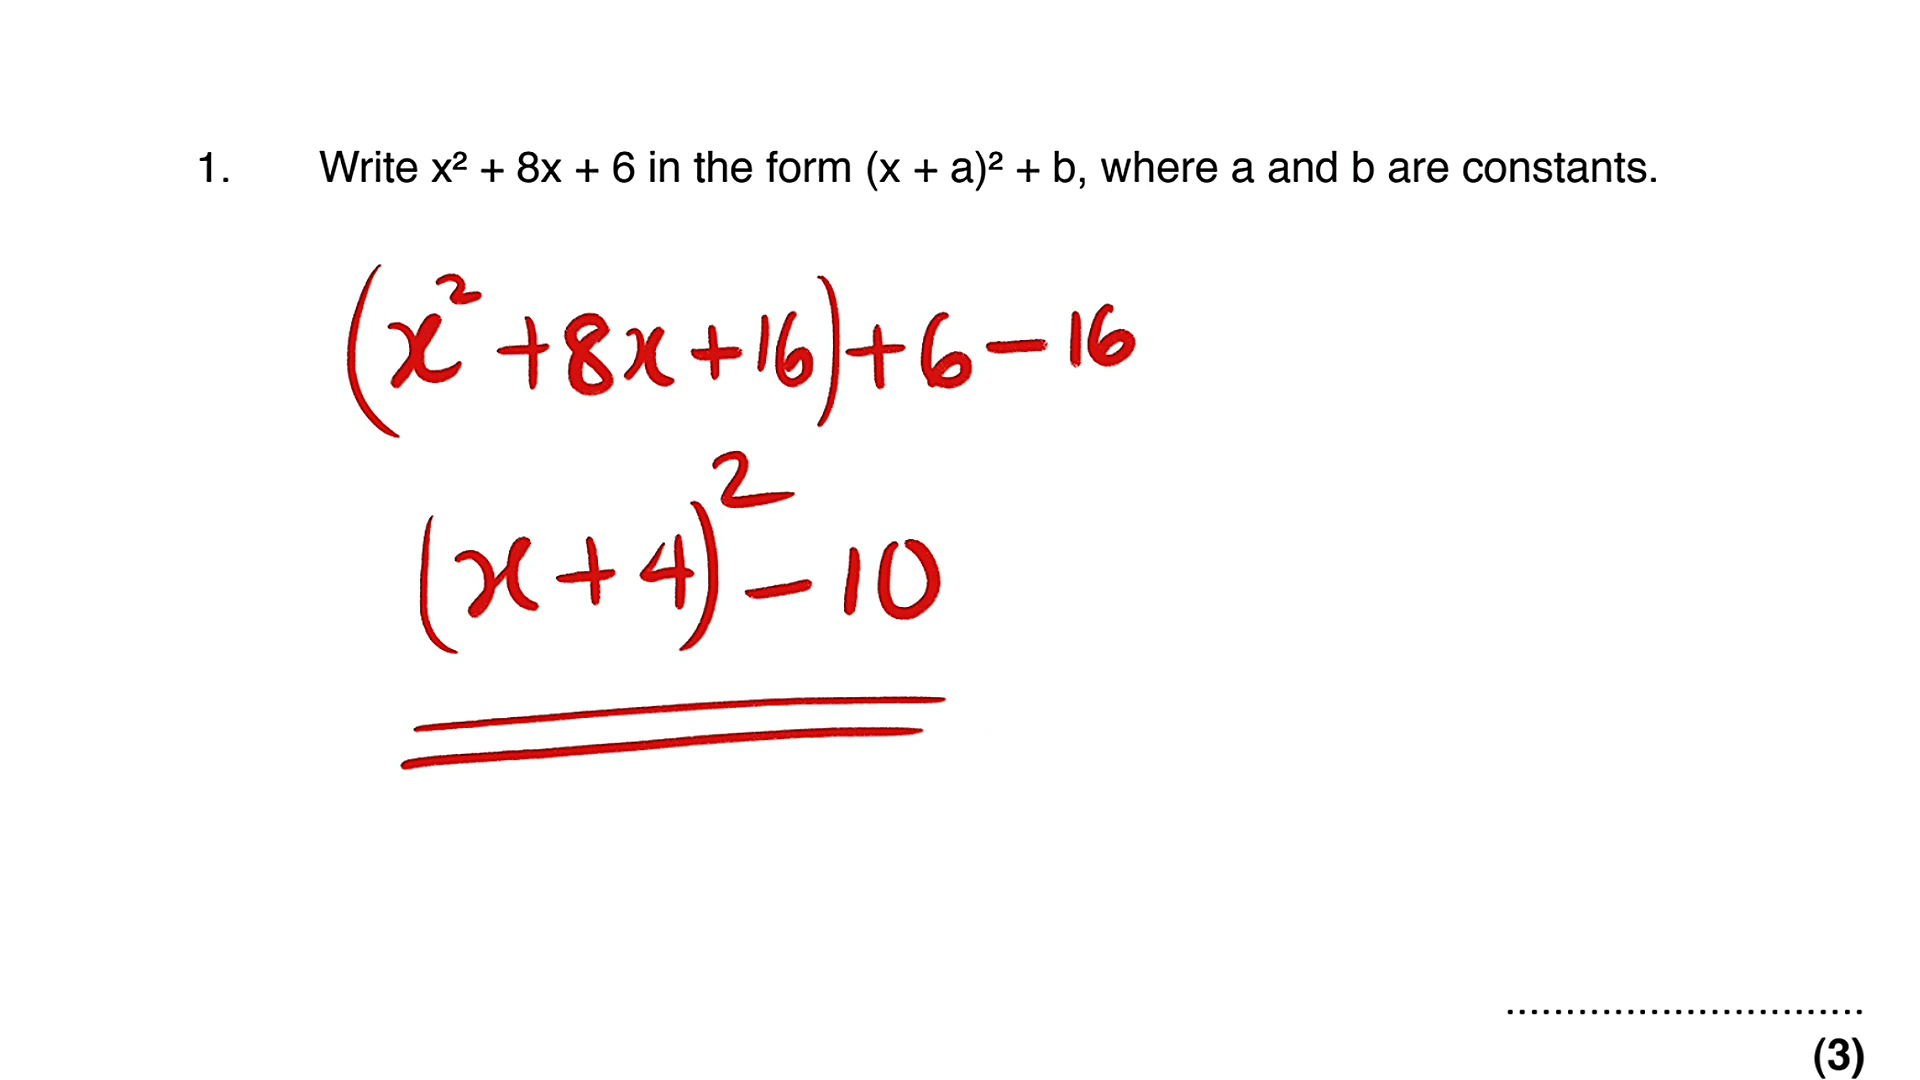 1. Write x² + 8x + 6 in the form (x + a)² + b, where a and b are constants.
(x² + 8x + 16) + 6 − 16
(x + 4)² − 10
..............................
(3)